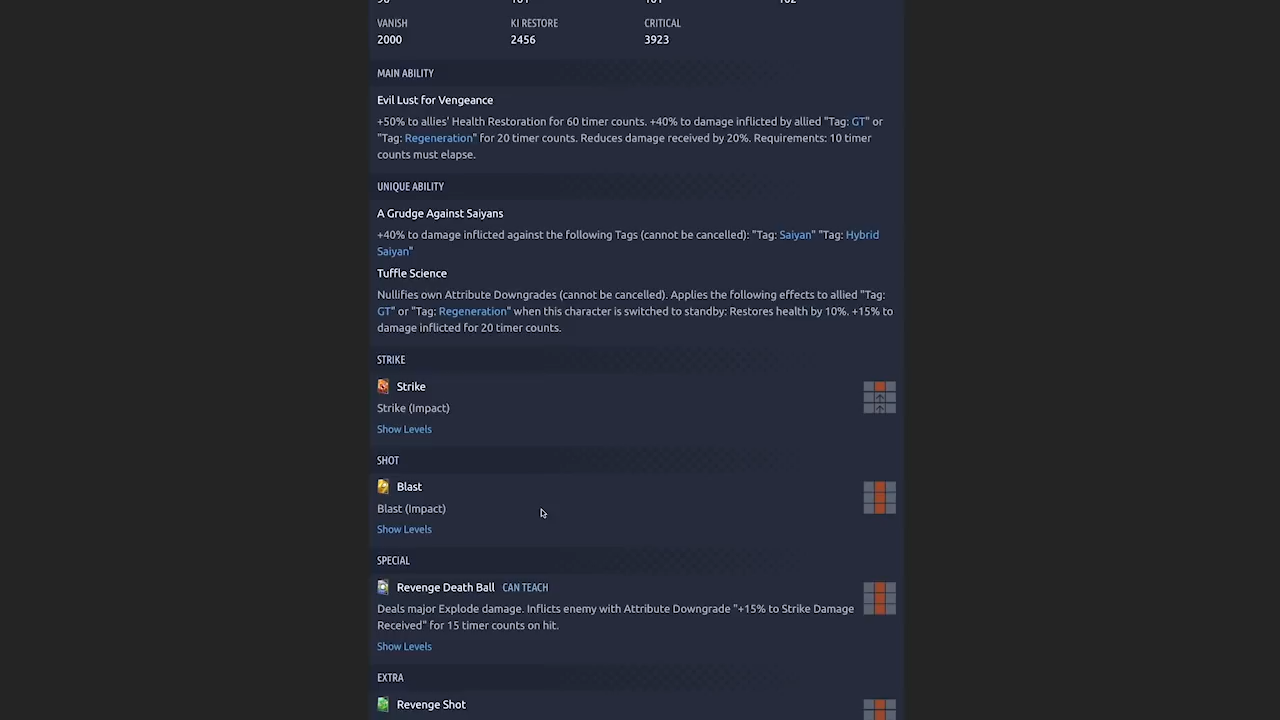 VANISH KI RESTORE CRITICAL
2000 2456 3923
MAIN ABILITY
Evil Lust for Vengeance
+50% to allies' Health Restoration for 60 timer counts. +40% to damage inflicted by allied "Tag: GT" or
"Tag: Regeneration" for 20 timer counts. Reduces damage received by 20%. Requirements: 10 timer
counts must elapse.
UNIQUE ABILITY
A Grudge Against Saiyans
+40% to damage inflicted against the following Tags (cannot be cancelled): "Tag: Saiyan" "Tag: Hybrid
Saiyan"
Tuffle Science
Nullifies own Attribute Downgrades (cannot be cancelled). Applies the following effects to allied "Tag:
GT" or "Tag: Regeneration" when this character is switched to standby: Restores health by 10%. +15% to
damage inflicted for 20 timer counts.
STRIKE
Strike
Strike (Impact)
Show Levels
SHOT
Blast
Blast (Impact)
Show Levels
SPECIAL
Revenge Death Ball CAN TEACH
Deals major Explode damage. Inflicts enemy with Attribute Downgrade "+15% to Strike Damage
Received" for 15 timer counts on hit.
Show Levels
EXTRA
Revenge Shot